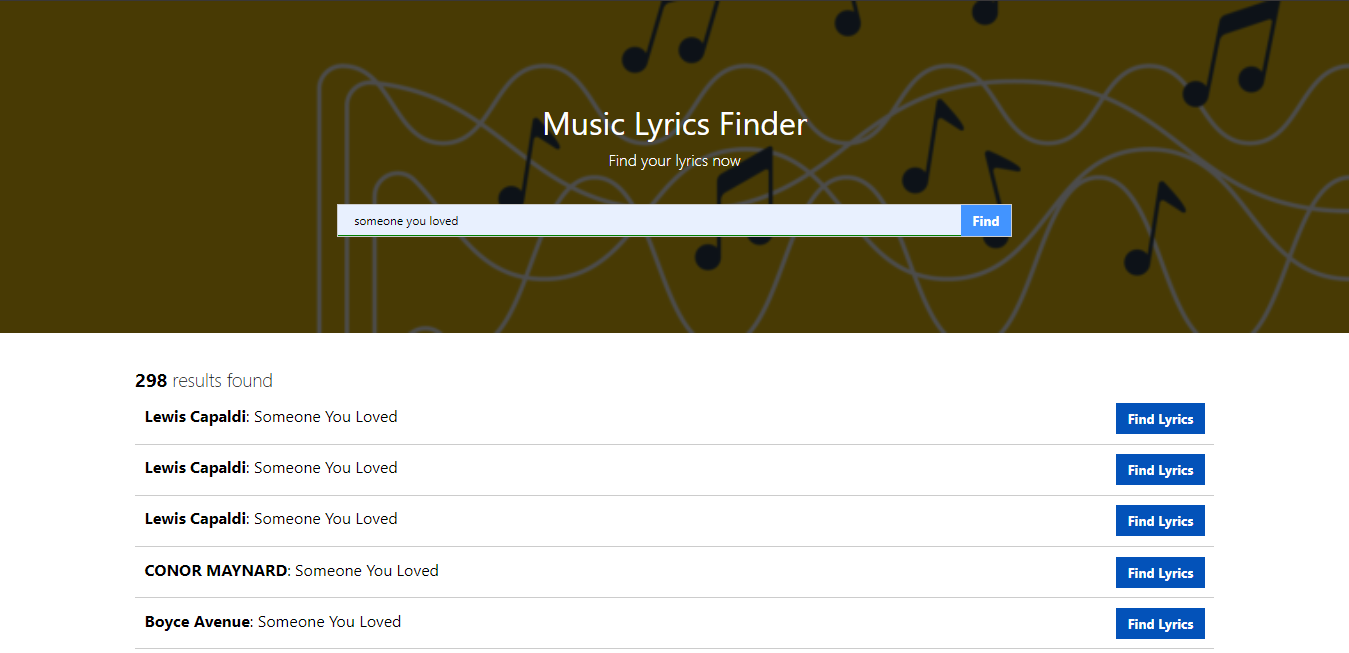 Music Lyrics Finder
Find your lyrics now
someone you loved Find
298 results found
Lewis Capaldi: Someone You Loved Find Lyrics
Lewis Capaldi: Someone You Loved Find Lyrics
Lewis Capaldi: Someone You Loved Find Lyrics
CONOR MAYNARD: Someone You Loved Find Lyrics
Boyce Avenue: Someone You Loved Find Lyrics